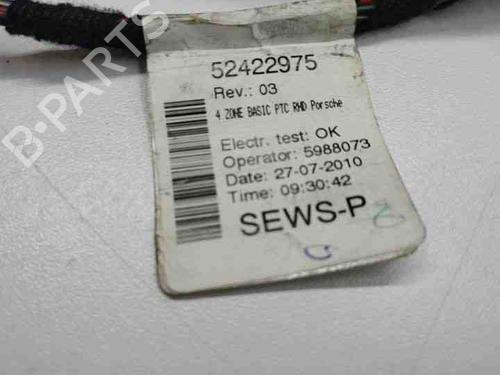 52422975
Rev.: 03
4 ZONE BASIC PTC RHD Porsche
Electr. test: OK
Operator: 5988073
Date: 27-07-2010
Time: 09:30:42
SEWS-P
B-PARTS